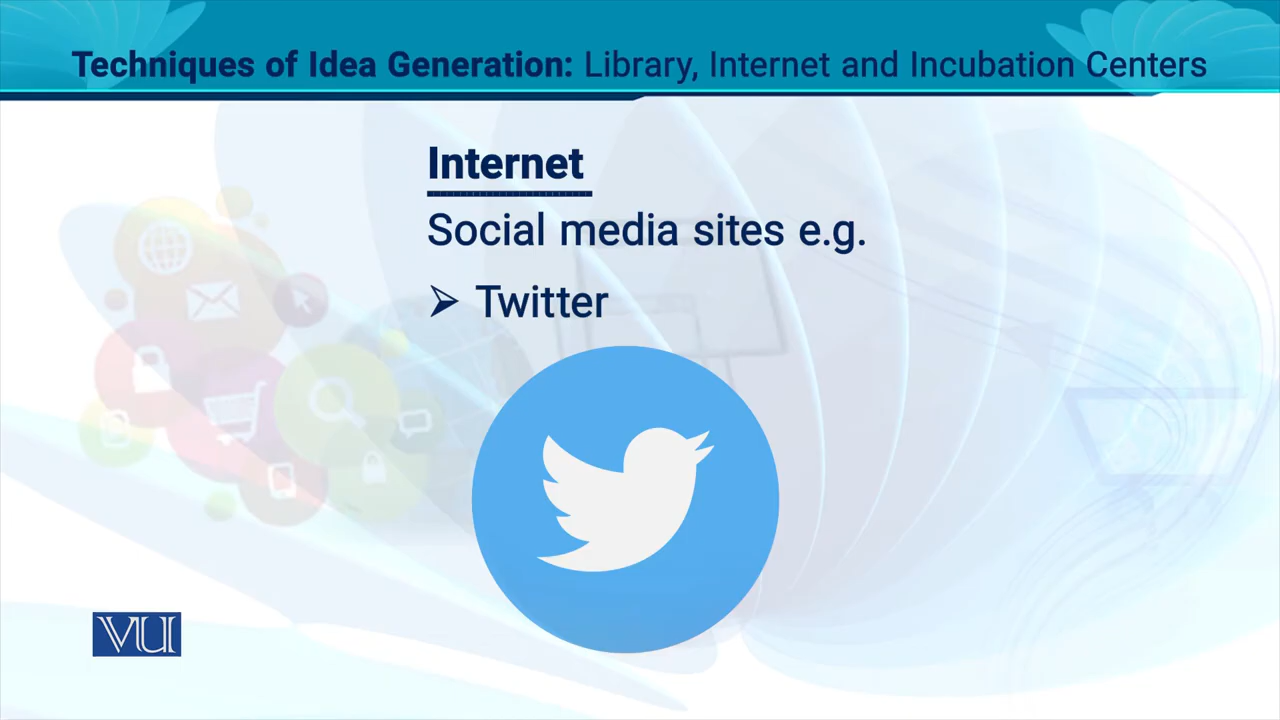 Techniques of Idea Generation: Library, Internet and Incubation Centers
Internet
Social media sites e.g.
➢ Twitter
VU